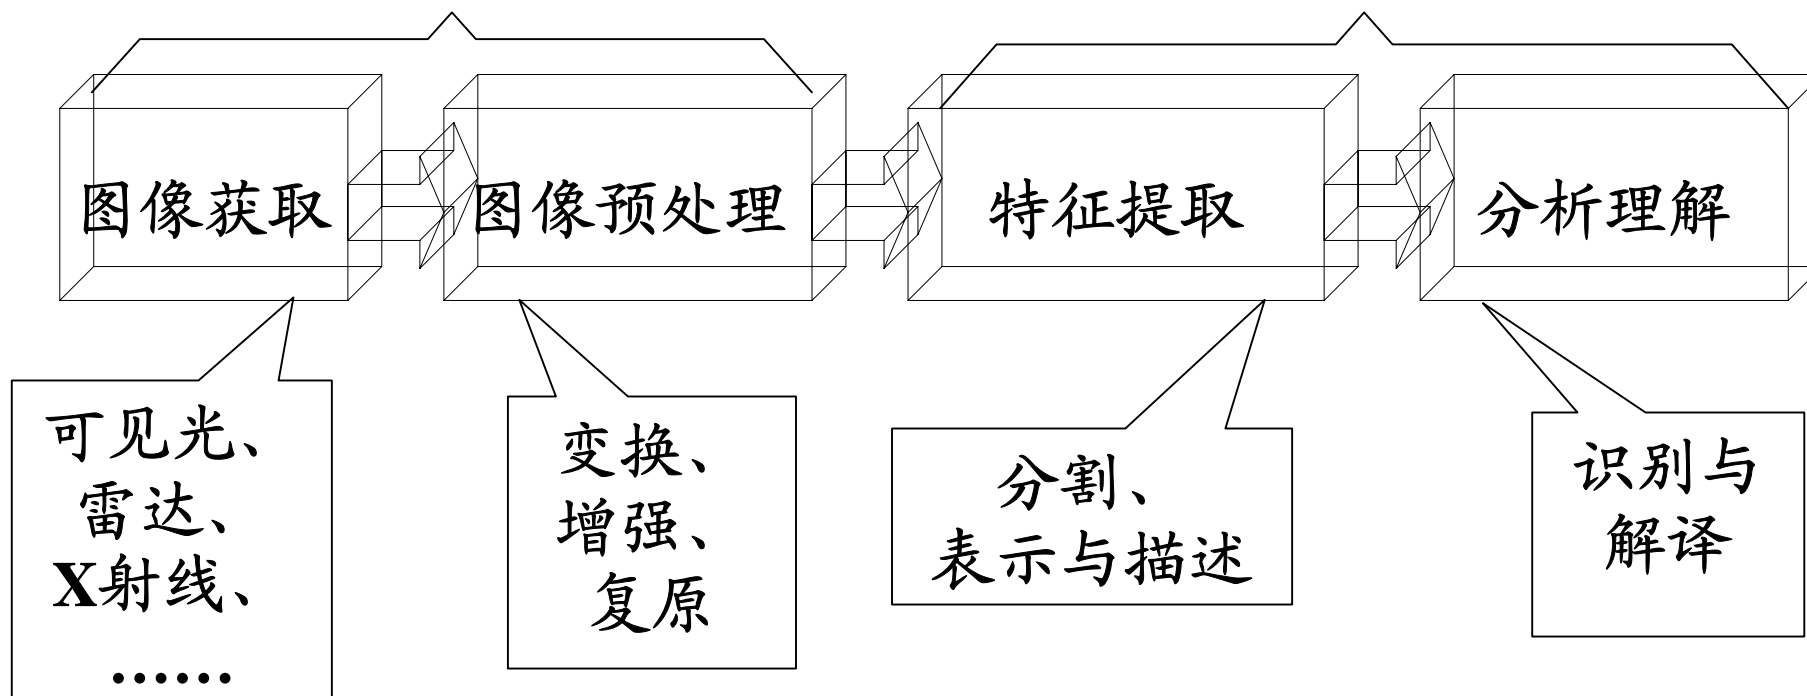 图像获取
图像预处理
特征提取
分析理解
可见光、
雷达、
X射线、
……
变换、
增强、
复原
分割、
表示与描述
识别与
解译